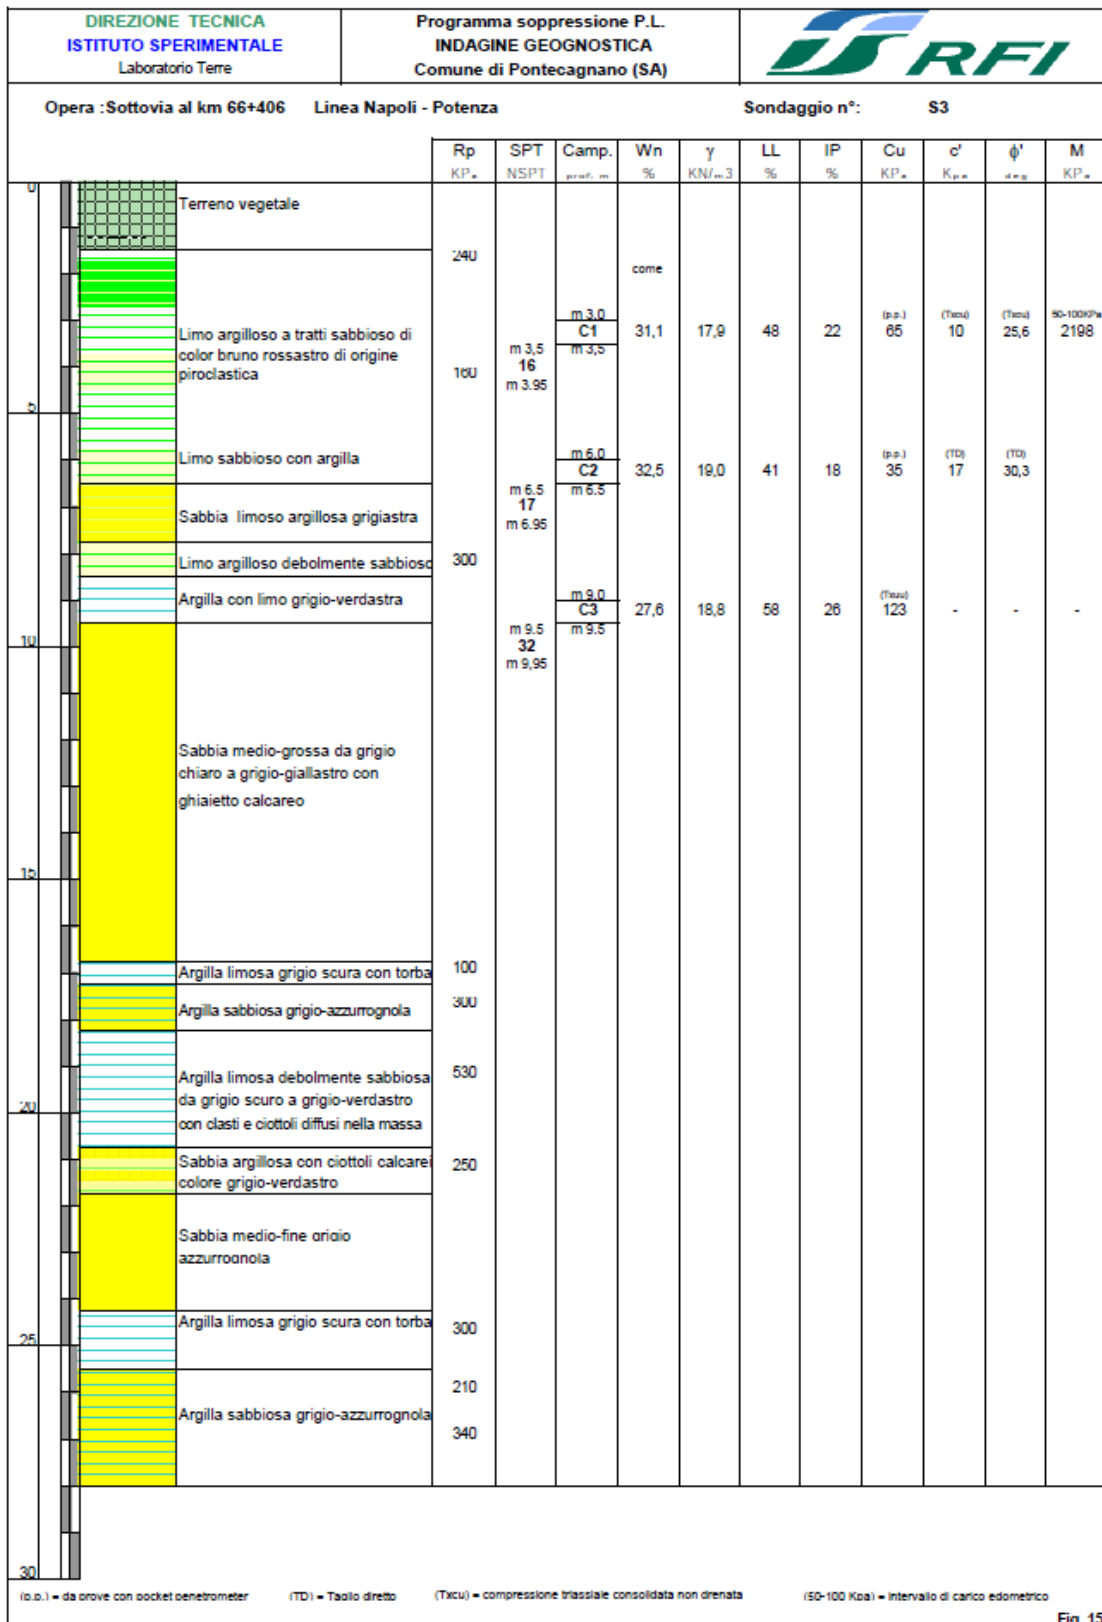 DIREZIONE TECNICA
ISTITUTO SPERIMENTALE
Laboratorio Terre
Programma soppressione P.L.
INDAGINE GEOGNOSTICA
Comune di Pontecagnano (SA)
RFI
Opera :Sottovia al km 66+406 Linea Napoli - Potenza Sondaggio n°: S3
Rp SPT Camp. Wn γ LL IP Cu c' ϕ' M
KPa NSPT prof. m % KN/m3 % % KPa Kpa deg KPa
0
Terreno vegetale
240
come
m 3.0 (p.p.) (Txcu) (Txcu) 50-100KPa
Limo argilloso a tratti sabbioso di
color bruno rossastro di origine
piroclastica
C1 31,1 17,9 48 22 65 10 25,6 2198
m 3,5 m 3,5
160 16
m 3.95
5
Limo sabbioso con argilla
m 6.0 (p.p.) (TD) (TD)
C2 32,5 19,0 41 18 35 17 30,3
m 6.5 m 6.5
17
Sabbia limoso argillosa grigiastra
m 6.95
Limo argilloso debolmente sabbioso 300
Argilla con limo grigio-verdastra
m 9.0 (Txuu)
C3 27,6 18,8 58 26 123 - - -
m 9.5 m 9.5
10 32
m 9,95
Sabbia medio-grossa da grigio
chiaro a grigio-giallastro con
ghiaietto calcareo
15
Argilla limosa grigio scura con torba 100
Argilla sabbiosa grigio-azzurrognola 300
Argilla limosa debolmente sabbiosa 530
da grigio scuro a grigio-verdastro
con clasti e ciottoli diffusi nella massa
20
Sabbia argillosa con ciottoli calcarei 250
colore grigio-verdastro
Sabbia medio-fine grigio
azzurrognola
Argilla limosa grigio scura con torba 300
25
210
Argilla sabbiosa grigio-azzurrognola
340
30
(p.p.) = da prove con pocket penetrometer (TD) = Taglio diretto (Txcu) = compressione triassiale consolidata non drenata (50-100 Kpa) = intervallo di carico edometrico
Fig. 15